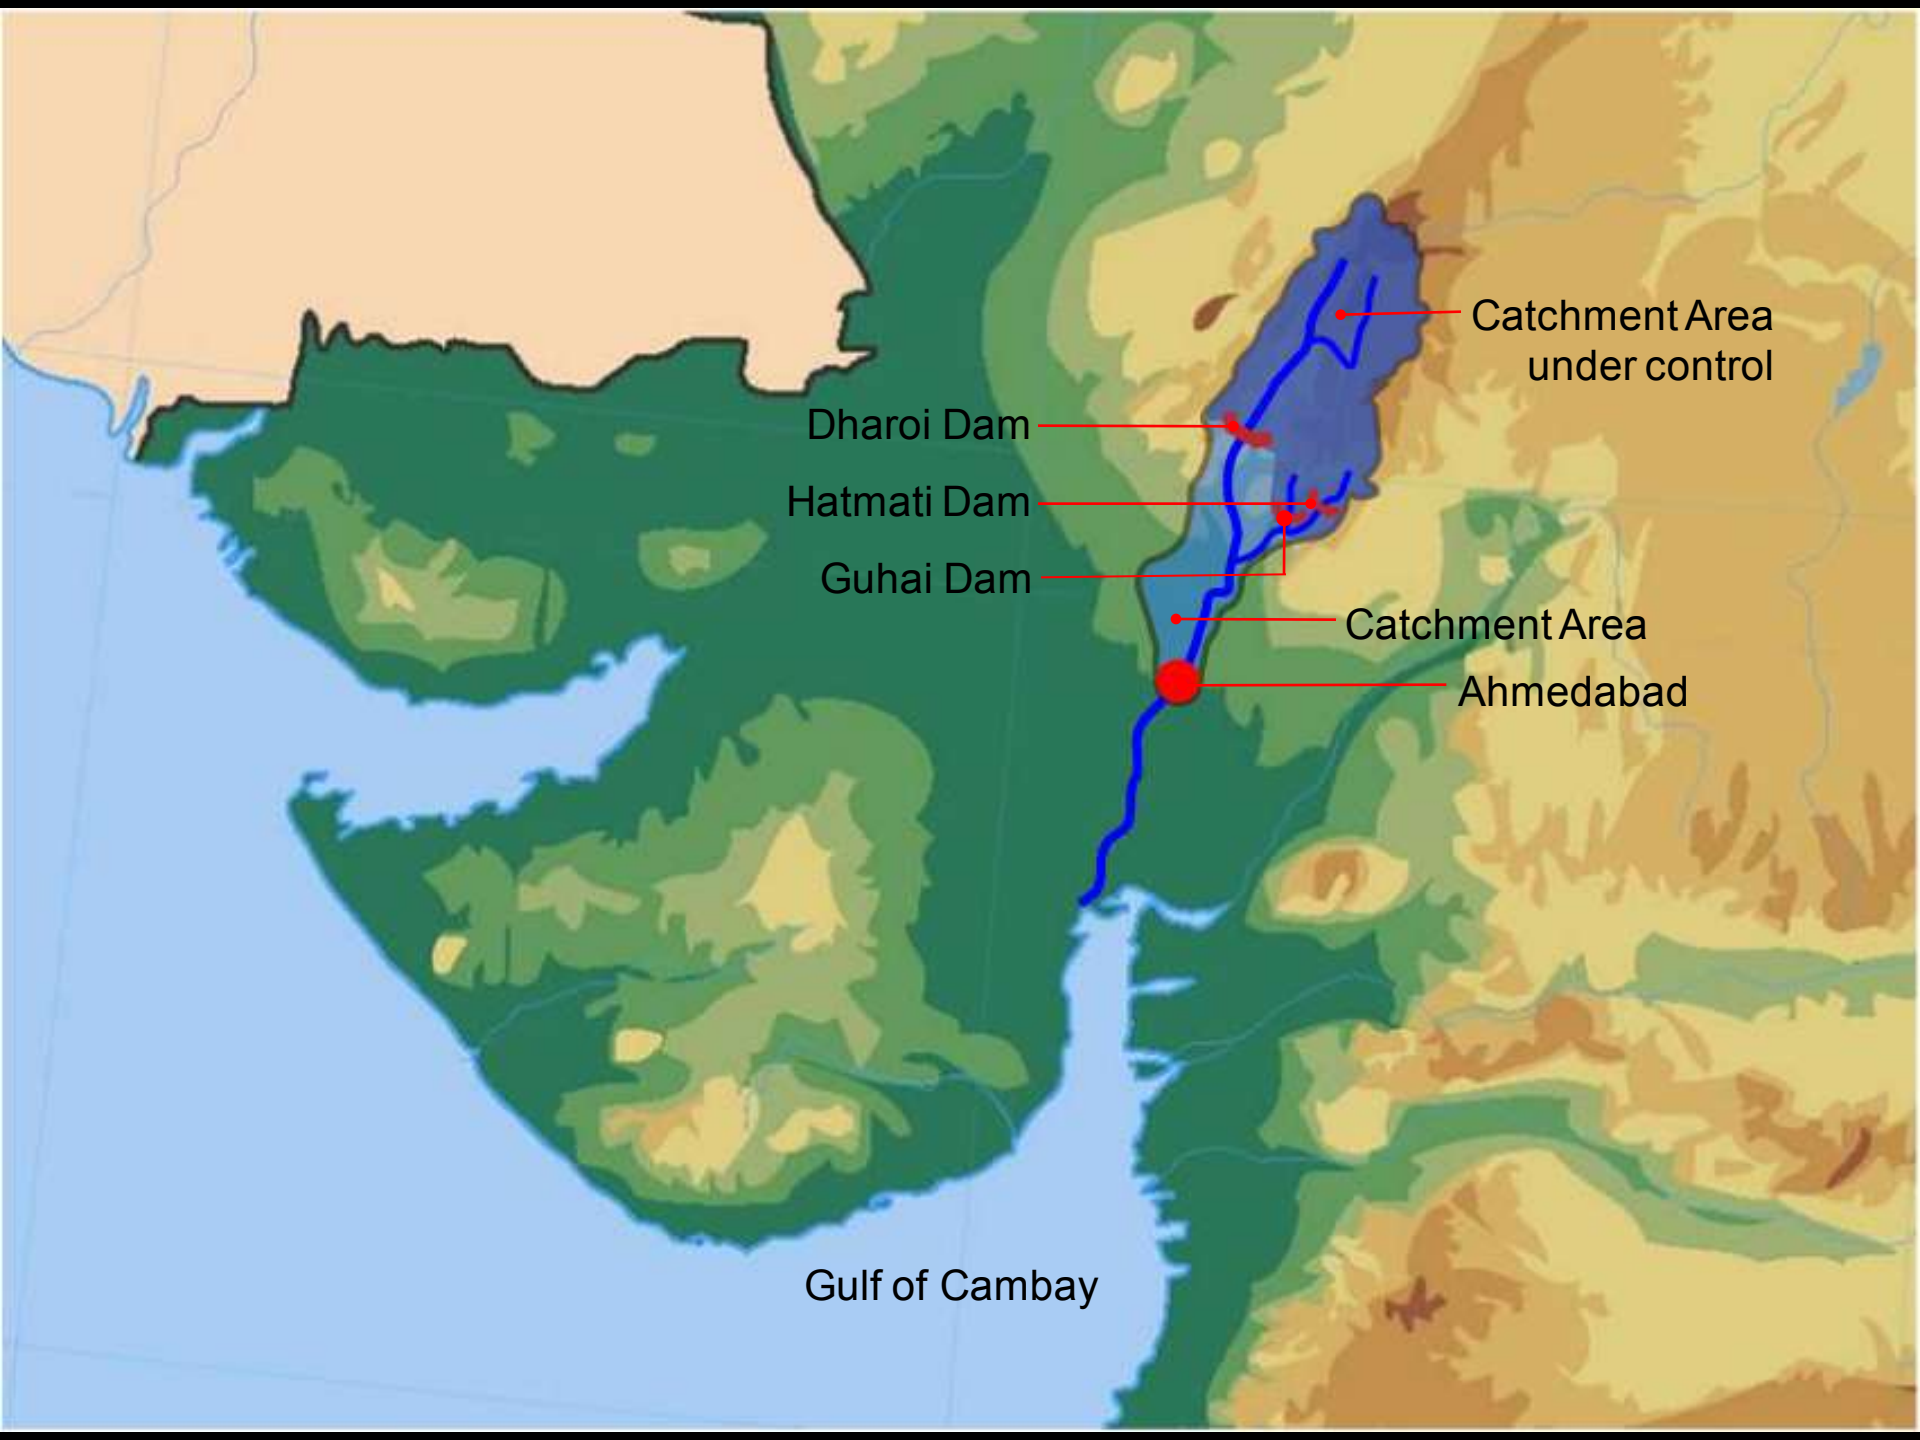 Catchment Area
under control
Dharoi Dam
Hatmati Dam
Guhai Dam
Catchment Area
Ahmedabad
Gulf of Cambay